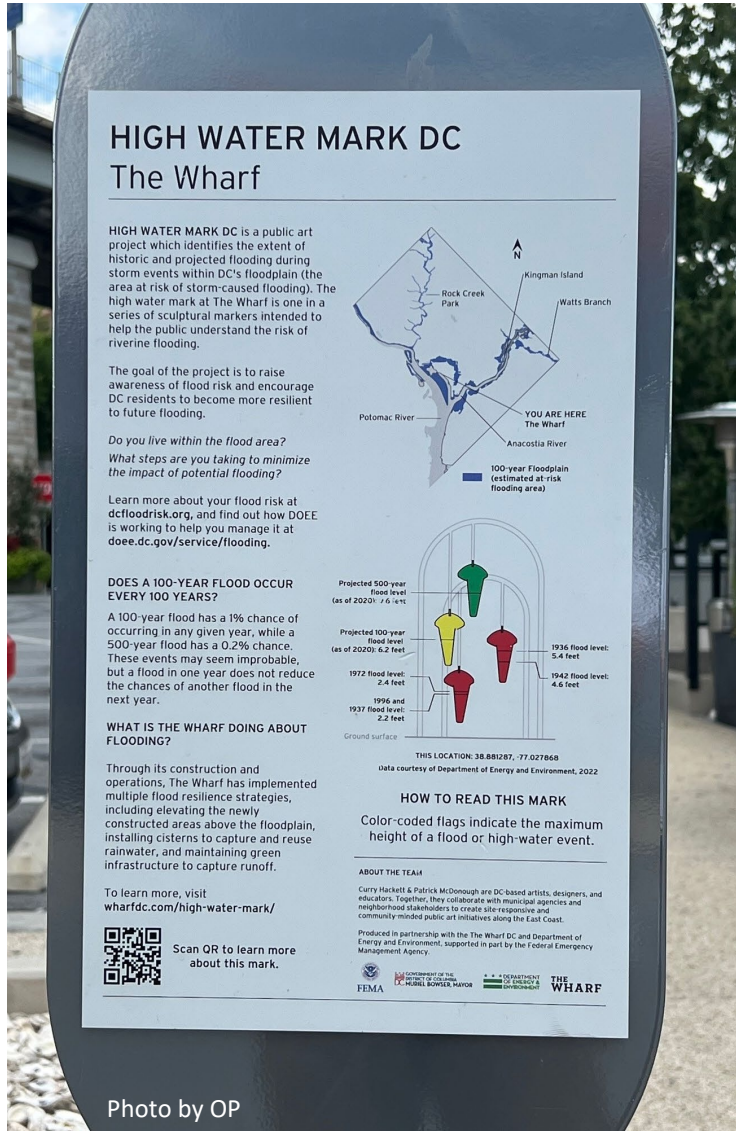 HIGH WATER MARK DC
The Wharf
HIGH WATER MARK DC is a public art
project which identifies the extent of
historic and projected flooding during
storm events within DC's floodplain (the
area at risk of storm-caused flooding). The
high water mark at The Wharf is one in a
series of sculptural markers intended to
help the public understand the risk of
riverine flooding.
The goal of the project is to raise
awareness of flood risk and encourage
DC residents to become more resilient
to future flooding.
Do you live within the flood area?
What steps are you taking to minimize
the impact of potential flooding?
Learn more about your flood risk at
dcfloodrisk.org, and find out how DOEE
is working to help you manage it at
doee.dc.gov/service/flooding.
DOES A 100-YEAR FLOOD OCCUR
EVERY 100 YEARS?
A 100-year flood has a 1% chance of
occurring in any given year, while a
500-year flood has a 0.2% chance.
These events may seem improbable,
but a flood in one year does not reduce
the chances of another flood in the
next year.
WHAT IS THE WHARF DOING ABOUT
FLOODING?
Through its construction and
operations, The Wharf has implemented
multiple flood resilience strategies,
including elevating the newly
constructed areas above the floodplain,
installing cisterns to capture and reuse
rainwater, and maintaining green
infrastructure to capture runoff.
To learn more, visit
wharfdc.com/high-water-mark/
Scan QR to learn more
about this mark.
N
Kingman Island
Rock Creek
Park
Watts Branch
YOU ARE HERE
The Wharf
Potomac River
Anacostia River
100-year Floodplain
(estimated at-risk
flooding area)
Projected 500-year
flood level
(as of 2020): feet
Projected 100-year
flood level
(as of 2020): 6.2 feet
1936 flood level:
5.4 feet
1972 flood level:
2.4 feet
1942 flood level:
4.6 feet
1996 and
1937 flood level:
2.2 feet
Ground surface
THIS LOCATION: 38.881287, -77.027868
Data courtesy of Department of Energy and Environment, 2022
HOW TO READ THIS MARK
Color-coded flags indicate the maximum
height of a flood or high-water event.
ABOUT THE TEAM
Curry Hackett & Patrick McDonough are DC-based artists, designers, and
educators. Together, they collaborate with municipal agencies and
neighborhood stakeholders to create site-responsive and
community-minded public art initiatives along the East Coast.
Produced in partnership with the The Wharf DC and Department of
Energy and Environment, supported in part by the Federal Emergency
Management Agency.
FEMA
GOVERNMENT OF THE
DISTRICT OF COLUMBIA
MURIEL BOWSER, MAYOR
DEPARTMENT
OF ENERGY &
ENVIRONMENT
THE
WHARF
Photo by OP